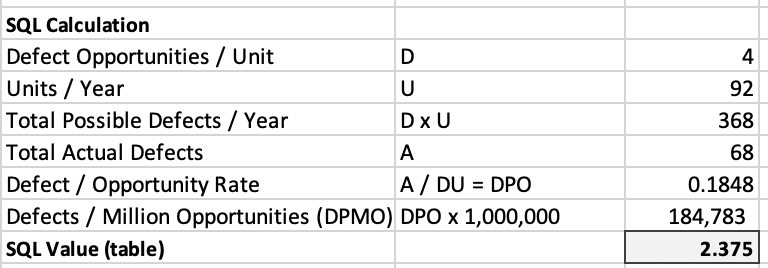 SQL Calculation
Defect Opportunities / Unit D 4
Units / Year U 92
Total Possible Defects / Year D x U 368
Total Actual Defects A 68
Defect / Opportunity Rate A / DU = DPO 0.1848
Defects / Million Opportunities (DPMO) DPO x 1,000,000 184,783
SQL Value (table) 2.375